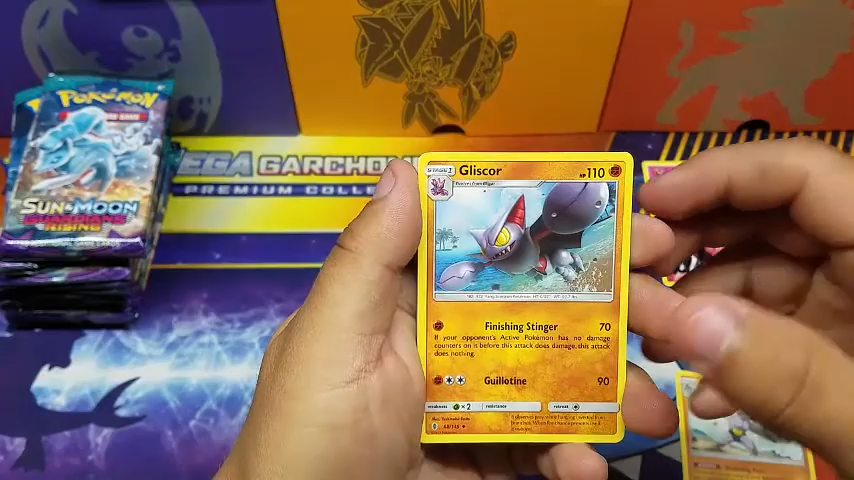 POKÉMON
SUN & MOON
GUARDIANS
RISING
MEGA GARCHO
PREMIUM COLLE
STAGE 1
Gliscor
HP 110
Evolves from Gligar
Finishing Stinger 70
If your opponent's Active Pokémon has no damage
counters on it before this attack does damage, this attack
does nothing.
Guillotine 90
weakness ×2 resistance retreat